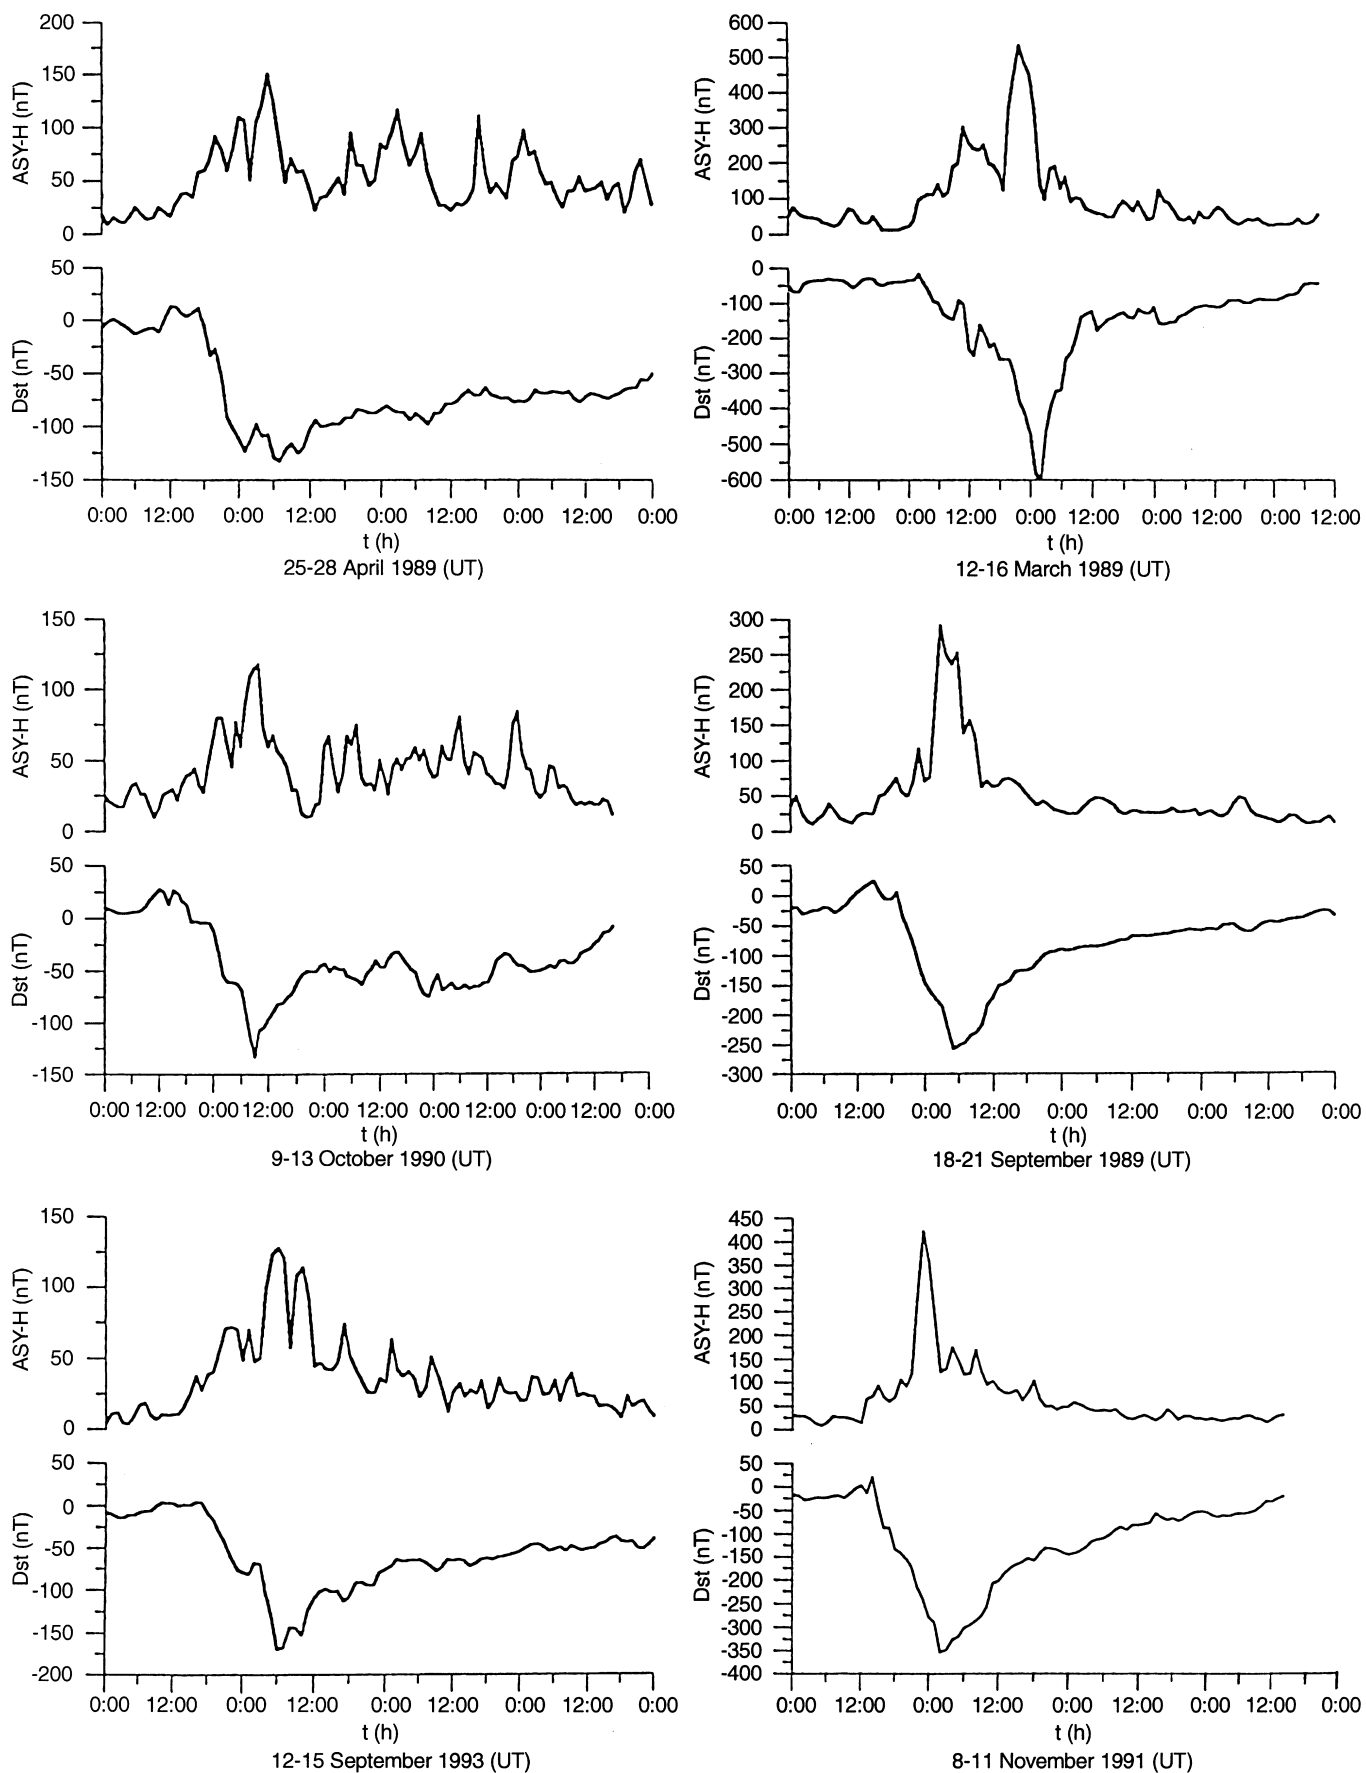 200
150
100
50
0
ASY-H (nT)
50
0
-50
-100
-150
Dst (nT)
0:00 12:00 0:00 12:00 0:00 12:00 0:00 12:00 0:00
t (h)
25-28 April 1989 (UT)
600
500
400
300
200
100
0
ASY-H (nT)
0
-100
-200
-300
-400
-500
-600
Dst (nT)
0:00 12:00 0:00 12:00 0:00 12:00 0:00 12:00 0:00 12:00
t (h)
12-16 March 1989 (UT)
150
100
50
0
ASY-H (nT)
50
0
-50
-100
-150
Dst (nT)
0:00 12:00 0:00 12:00 0:00 12:00 0:00 12:00 0:00 12:00 0:00
t (h)
9-13 October 1990 (UT)
300
250
200
150
100
50
0
ASY-H (nT)
50
0
-50
-100
-150
-200
-250
-300
Dst (nT)
0:00 12:00 0:00 12:00 0:00 12:00 0:00 12:00 0:00
t (h)
18-21 September 1989 (UT)
150
100
50
0
ASY-H (nT)
50
0
-50
-100
-150
-200
Dst (nT)
0:00 12:00 0:00 12:00 0:00 12:00 0:00 12:00 0:00
t (h)
12-15 September 1993 (UT)
450
400
350
300
250
200
150
100
50
0
ASY-H (nT)
50
0
-50
-100
-150
-200
-250
-300
-350
-400
Dst (nT)
0:00 12:00 0:00 12:00 0:00 12:00 0:00 12:00 0:00
t (h)
8-11 November 1991 (UT)